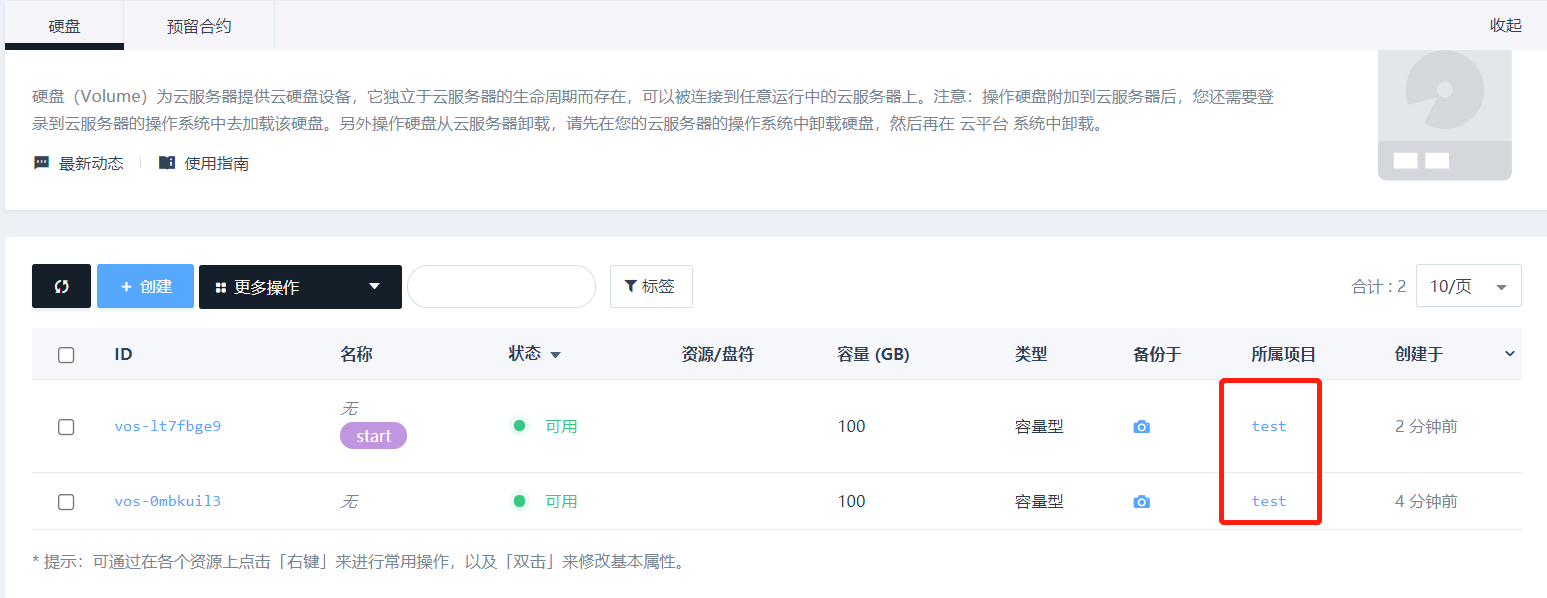 硬盘 预留合约 收起
硬盘（Volume）为云服务器提供云硬盘设备，它独立于云服务器的生命周期而存在，可以被连接到任意运行中的云服务器上。注意：操作硬盘附加到云服务器后，您还需要登
录到云服务器的操作系统中去加载该硬盘。另外操作硬盘从云服务器卸载，请先在您的云服务器的操作系统中卸载硬盘，然后再在 云平台 系统中卸载。
最新动态 使用指南
+ 创建 更多操作 标签 合计 : 2 10/页
ID 名称 状态 资源/盘符 容量 (GB) 类型 备份于 所属项目 创建于
vos-lt7fbge9 无 start 可用 100 容量型 test 2 分钟前
vos-0mbkuil3 无 可用 100 容量型 test 4 分钟前
* 提示：可通过在各个资源上点击「右键」来进行常用操作，以及「双击」来修改基本属性。